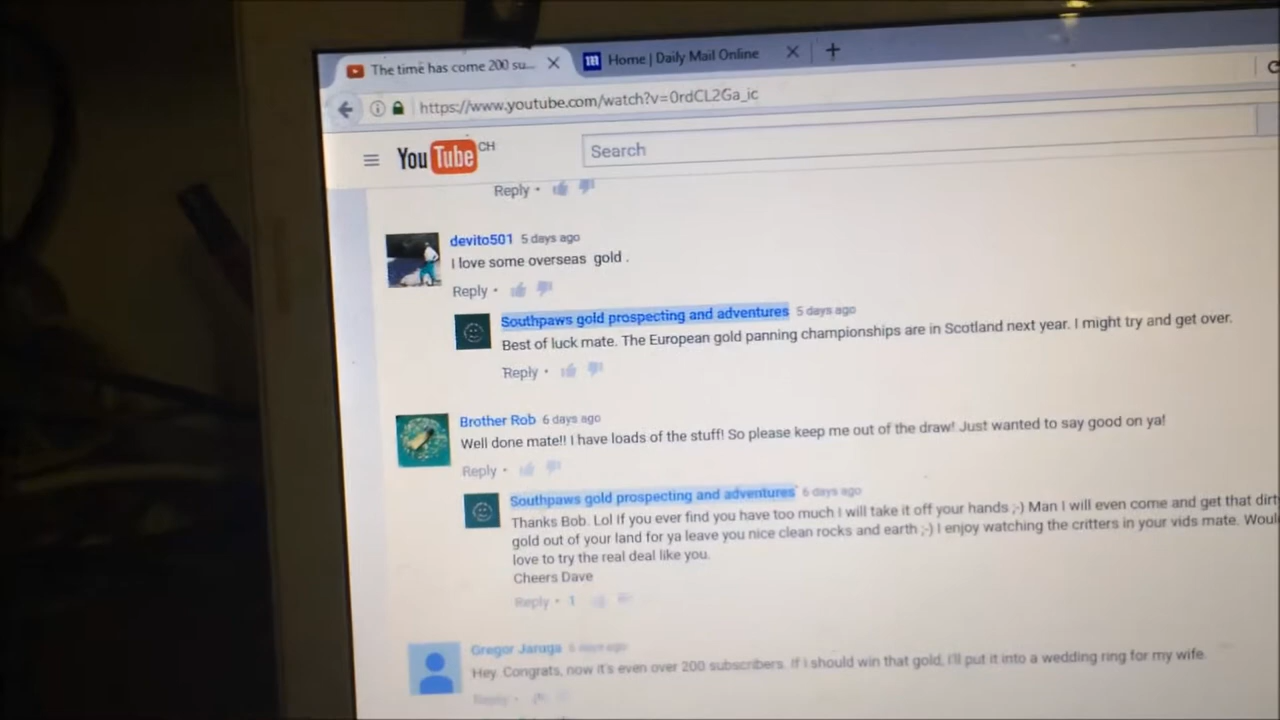 The time has come 200 su...
Home | Daily Mail Online
https://www.youtube.com/watch?v=0rdCL2Ga_ic
YouTube CH
Search
Reply •
devito501 5 days ago
I love some overseas gold .
Reply •
Southpaws gold prospecting and adventures 5 days ago
Best of luck mate. The European gold panning championships are in Scotland next year. I might try and get over.
Reply •
Brother Rob 6 days ago
Well done mate!! I have loads of the stuff! So please keep me out of the draw! Just wanted to say good on ya!
Reply •
Southpaws gold prospecting and adventures 6 days ago
Thanks Bob. Lol If you ever find you have too much I will take it off your hands ;-) Man I will even come and get that dirt
gold out of your land for ya leave you nice clean rocks and earth ;-) I enjoy watching the critters in your vids mate. Woul
love to try the real deal like you.
Cheers Dave
Reply • 1
Gregor Jaruga days ago
Hey. Congrats, now it's even over 200 subscribers. If i should win that gold, I'll put it into a wedding ring for my wife.
Reply •